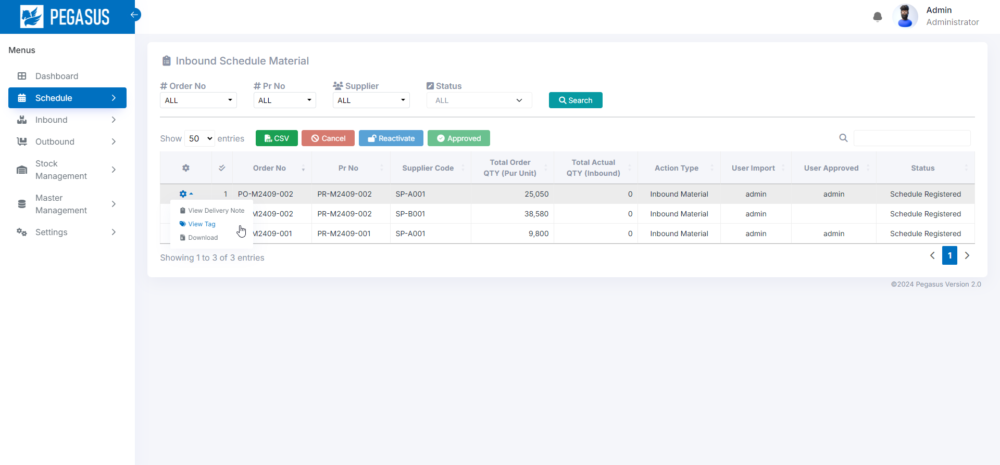 PEGASUS
Admin
Administrator
Menus
Dashboard
Schedule
Inbound
Outbound
Stock
Management
Master
Management
Settings
Inbound Schedule Material
# Order No # Pr No Supplier Status
ALL ALL ALL ALL Search
Show 50 entries CSV Cancel Reactivate Approved
Order No Pr No Supplier Code Total Order QTY (Pur Unit) Total Actual QTY (Inbound) Action Type User Import User Approved Status
1 PO-M2409-002 PR-M2409-002 SP-A001 25,050 0 Inbound Material admin admin Schedule Registered
M2409-002 PR-M2409-002 SP-B001 38,580 0 Inbound Material admin Schedule Registered
M2409-001 PR-M2409-001 SP-A001 9,800 0 Inbound Material admin admin Schedule Registered
View Delivery Note
View Tag
Download
Showing 1 to 3 of 3 entries
1
©2024 Pegasus Version 2.0